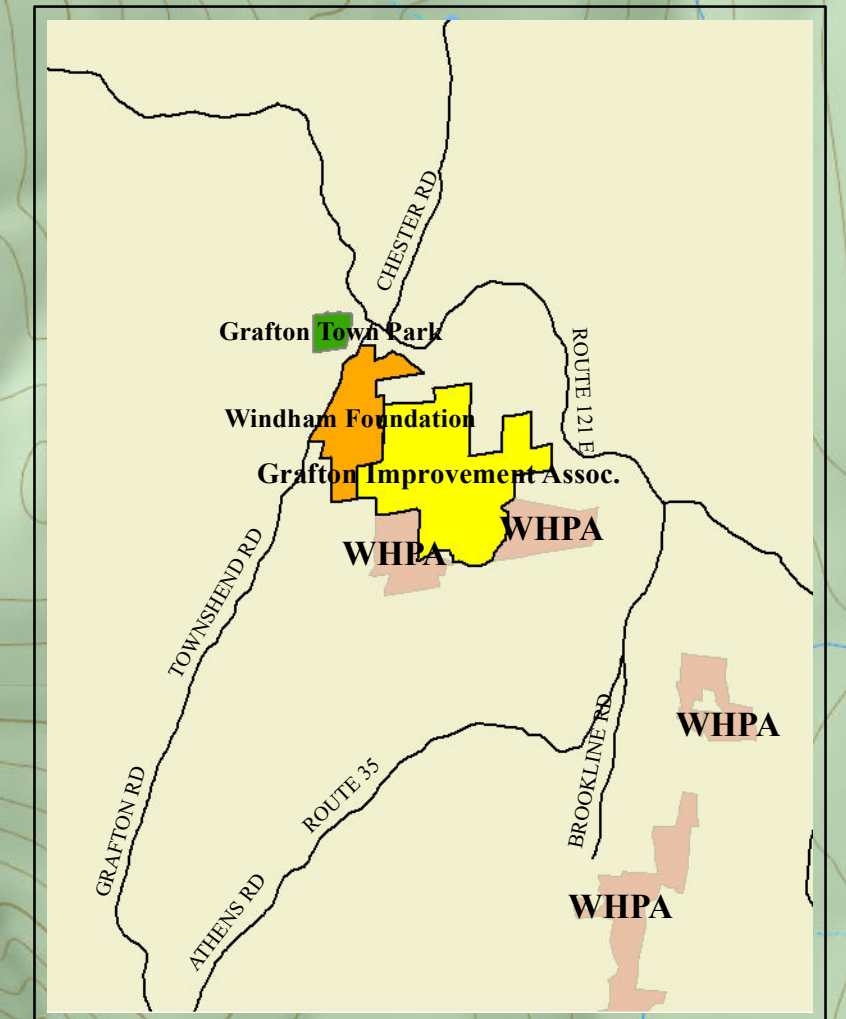 CHESTER RD
Grafton Town Park
ROUTE 121 E
Windham Foundation
Grafton Improvement Assoc.
WHPA
WHPA
TOWNSHEND RD
WHPA
BROOKLINE RD
ROUTE 35
GRAFTON RD
WHPA
ATHENS RD